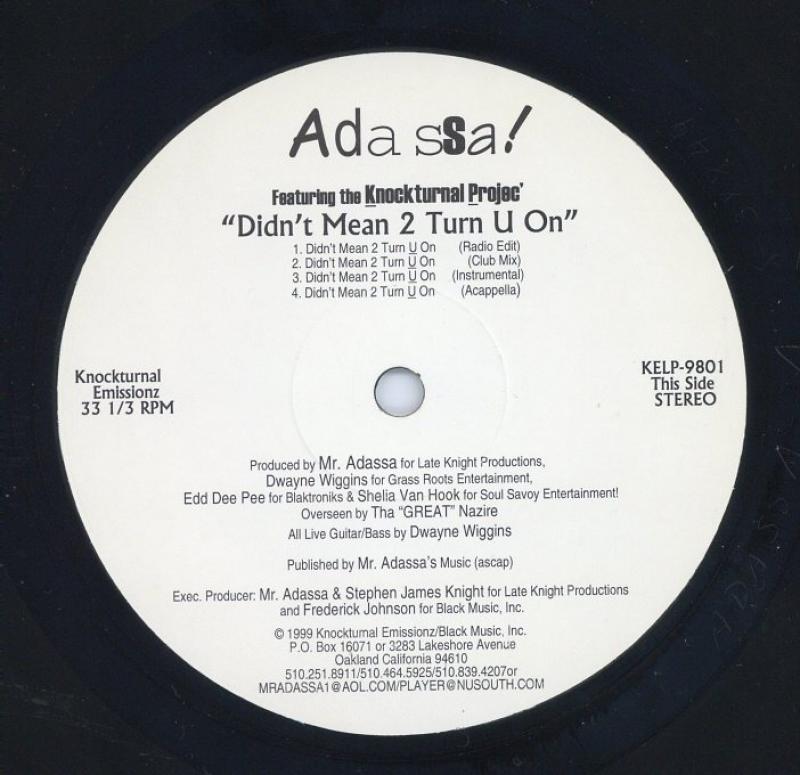 Adassa!
Featuring the Knockturnal Projec'
"Didn't Mean 2 Turn U On"
1. Didn't Mean 2 Turn U On (Radio Edit)
2. Didn't Mean 2 Turn U On (Club Mix)
3. Didn't Mean 2 Turn U On (Instrumental)
4. Didn't Mean 2 Turn U On (Acappella)
Knockturnal
Emissionz
33 1/3 RPM
KELP-9801
This Side
STEREO
Produced by Mr. Adassa for Late Knight Productions,
Dwayne Wiggins for Grass Roots Entertainment,
Edd Dee Pee for Blaktroniks & Shelia Van Hook for Soul Savoy Entertainment!
Overseen by Tha "GREAT" Nazire
All Live Guitar/Bass by Dwayne Wiggins
Published by Mr. Adassa's Music (ascap)
Exec. Producer: Mr. Adassa & Stephen James Knight for Late Knight Productions
and Frederick Johnson for Black Music, Inc.
© 1999 Knockturnal Emissionz/Black Music, Inc.
P.O. Box 16071 or 3283 Lakeshore Avenue
Oakland California 94610
510.251.8911/510.464.5925/510.839.4207or
MRADASSA1@AOL.COM/PLAYER@NUSOUTH.COM